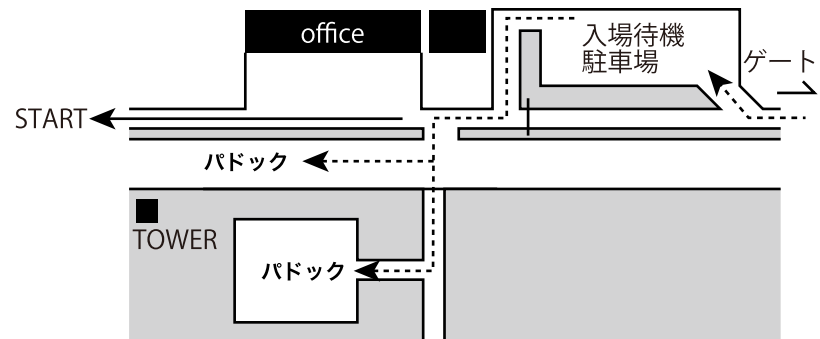 office
入場待機
駐車場
ゲート
START
パドック
TOWER
パドック